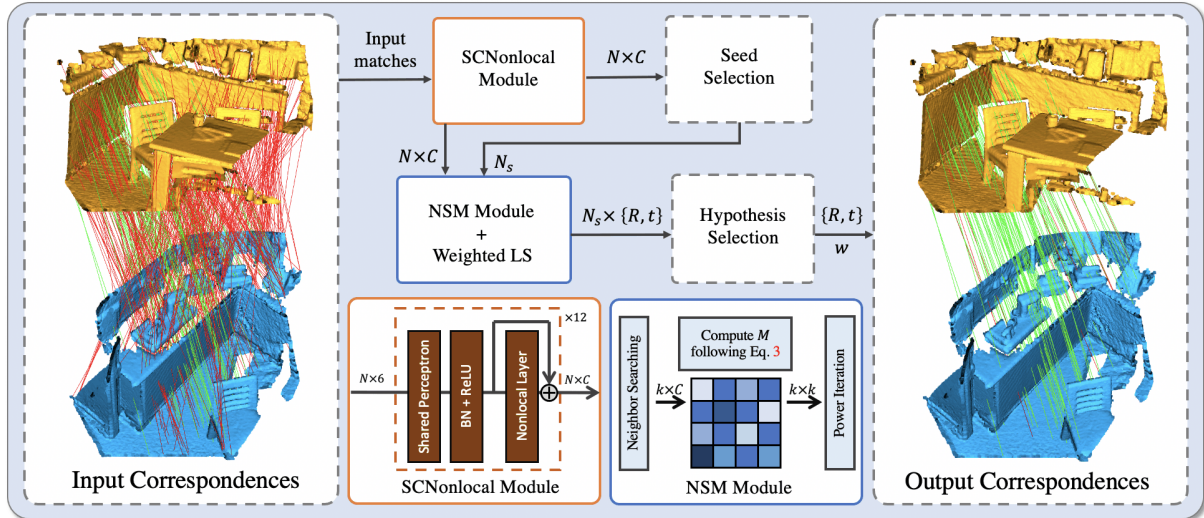 Input
matches
SCNonlocal
Module
N×C
Seed
Selection
N×C
N_s
NSM Module
+
Weighted LS
N_s × {R, t}
Hypothesis
Selection
{R, t}
w
Input Correspondences
N×6
Shared Perceptron
BN + ReLU
Nonlocal Layer
×12
N×C
SCNonlocal Module
Neighbor Searching
k×C
Compute M
following Eq. 3
k×k
Power Iteration
NSM Module
Output Correspondences